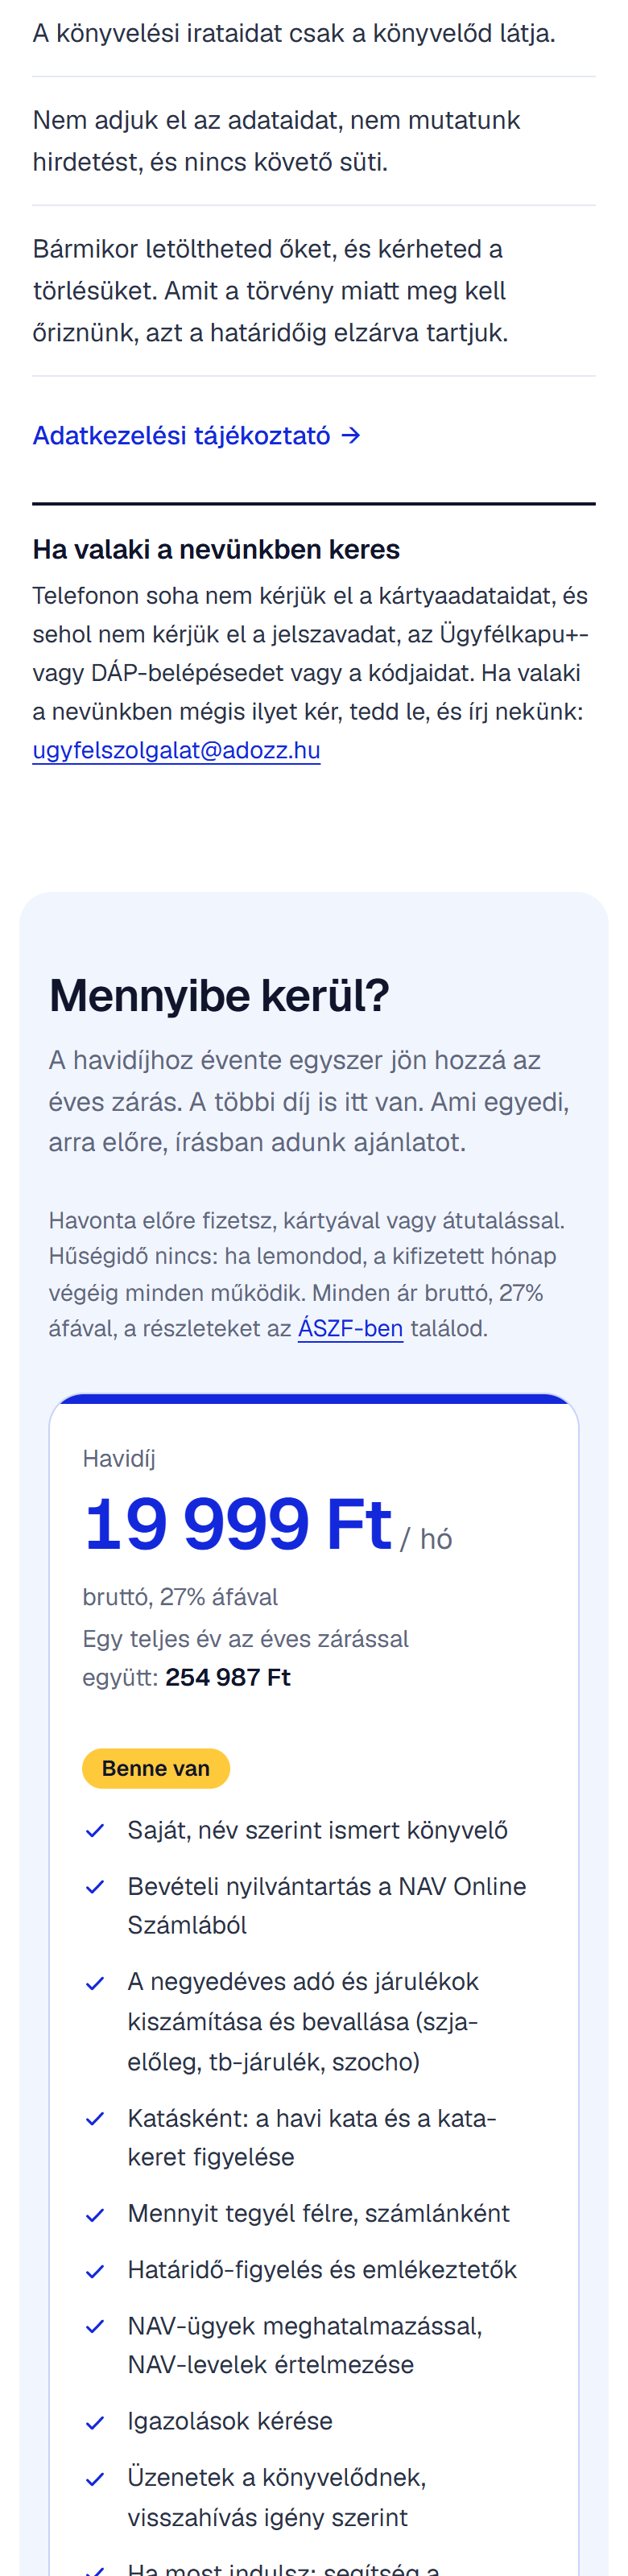 A könyvelési irataidat csak a könyvelőd látja.
Nem adjuk el az adataidat, nem mutatunk
hirdetést, és nincs követő süti.
Bármikor letöltheted őket, és kérheted a
törlésüket. Amit a törvény miatt meg kell
őriznünk, azt a határidőig elzárva tartjuk.
Adatkezelési tájékoztató →
Ha valaki a nevünkben keres
Telefonon soha nem kérjük el a kártyaadataidat, és
sehol nem kérjük el a jelszavadat, az Ügyfélkapu+-
vagy DÁP-belépésedet vagy a kódjaidat. Ha valaki
a nevünkben mégis ilyet kér, tedd le, és írj nekünk:
ugyfelszolgalat@adozz.hu
Mennyibe kerül?
A havidíjhoz évente egyszer jön hozzá az
éves zárás. A többi díj is itt van. Ami egyedi,
arra előre, írásban adunk ajánlatot.
Havonta előre fizetsz, kártyával vagy átutalással.
Hűségidő nincs: ha lemondod, a kifizetett hónap
végéig minden működik. Minden ár bruttó, 27%
áfával, a részleteket az ÁSZF-ben találod.
Havidíj
19 999 Ft / hó
bruttó, 27% áfával
Egy teljes év az éves zárással
együtt: 254 987 Ft
Benne van
Saját, név szerint ismert könyvelő
Bevételi nyilvántartás a NAV Online
Számlából
A negyedéves adó és járulékok
kiszámítása és bevallása (szja-
előleg, tb-járulék, szocho)
Katásként: a havi kata és a kata-
keret figyelése
Mennyit tegyél félre, számlánként
Határidő-figyelés és emlékeztetők
NAV-ügyek meghatalmazással,
NAV-levelek értelmezése
Igazolások kérése
Üzenetek a könyvelődnek,
visszahívás igény szerint
Ha most indulsz: segítség a